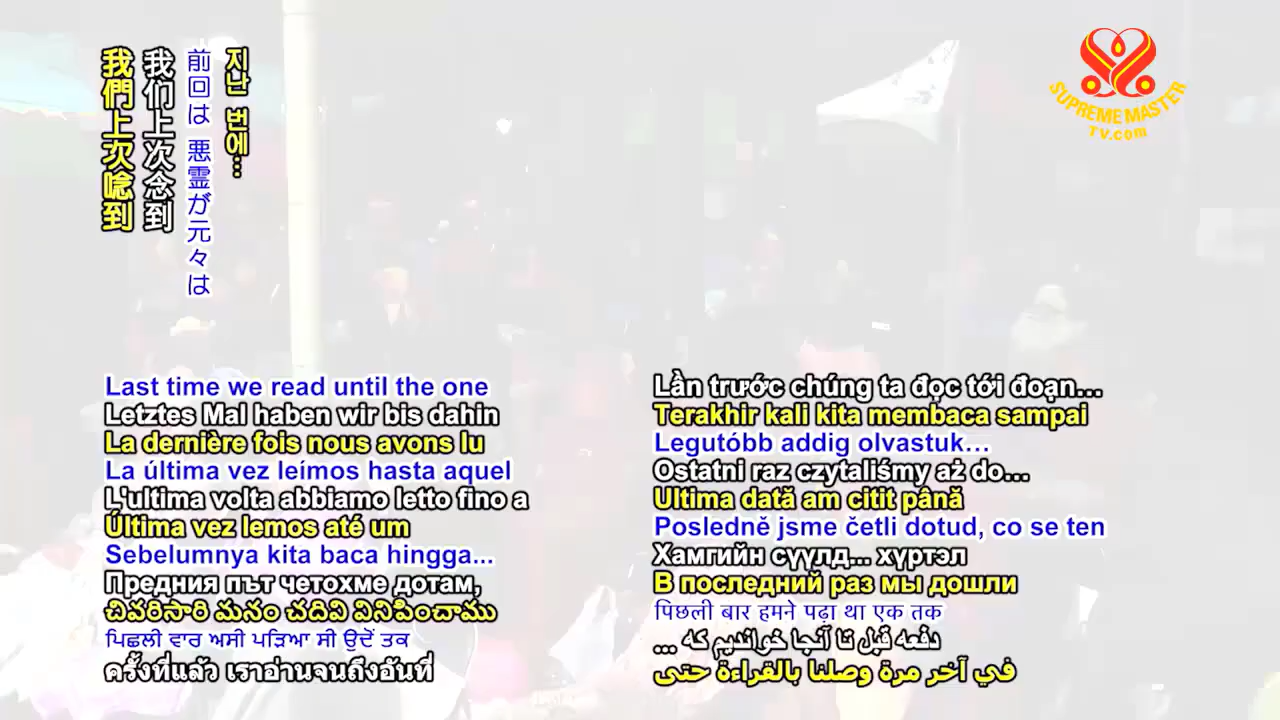 我們上次唸到
我们上次念到
前回は 悪霊が元々は
지난 번에...
SUPREME MASTER
TV.com
Last time we read until the one
Letztes Mal haben wir bis dahin
La dernière fois nous avons lu
La última vez leímos hasta aquel
L'ultima volta abbiamo letto fino a
Última vez lemos até um
Sebelumnya kita baca hingga...
Предния път четохме дотам,
చివరిసారి మనం చదివి వినిపించాము
ਪਿਛਲੀ ਵਾਰ ਅਸੀ ਪੜਿਆ ਸੀ ਉਦੋਂ ਤਕ
ครั้งที่แล้ว เราอ่านจนถึงอันที่
Lần trước chúng ta đọc tới đoạn...
Terakhir kali kita membaca sampai
Legutóbb addig olvastuk...
Ostatni raz czytaliśmy aż do...
Ultima dată am citit până
Posledně jsme četli dotud, co se ten
Хамгийн сүүлд... хүртэл
В последний раз мы дошли
पिछली बार हमने पढ़ा था एक तक
دفعه قبل تا آنجا خواندیم که ...
في آخر مرة وصلنا بالقراءة حتى